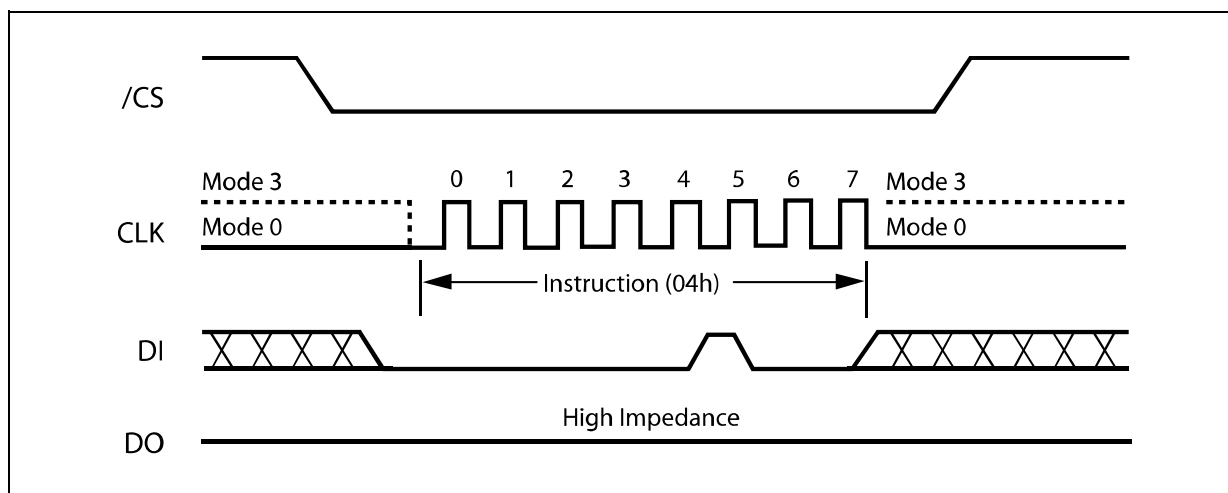 /CS
Mode 3
0 1 2 3 4 5 6 7
Mode 3
CLK
Mode 0
Mode 0
Instruction (04h)
DI
High Impedance
DO